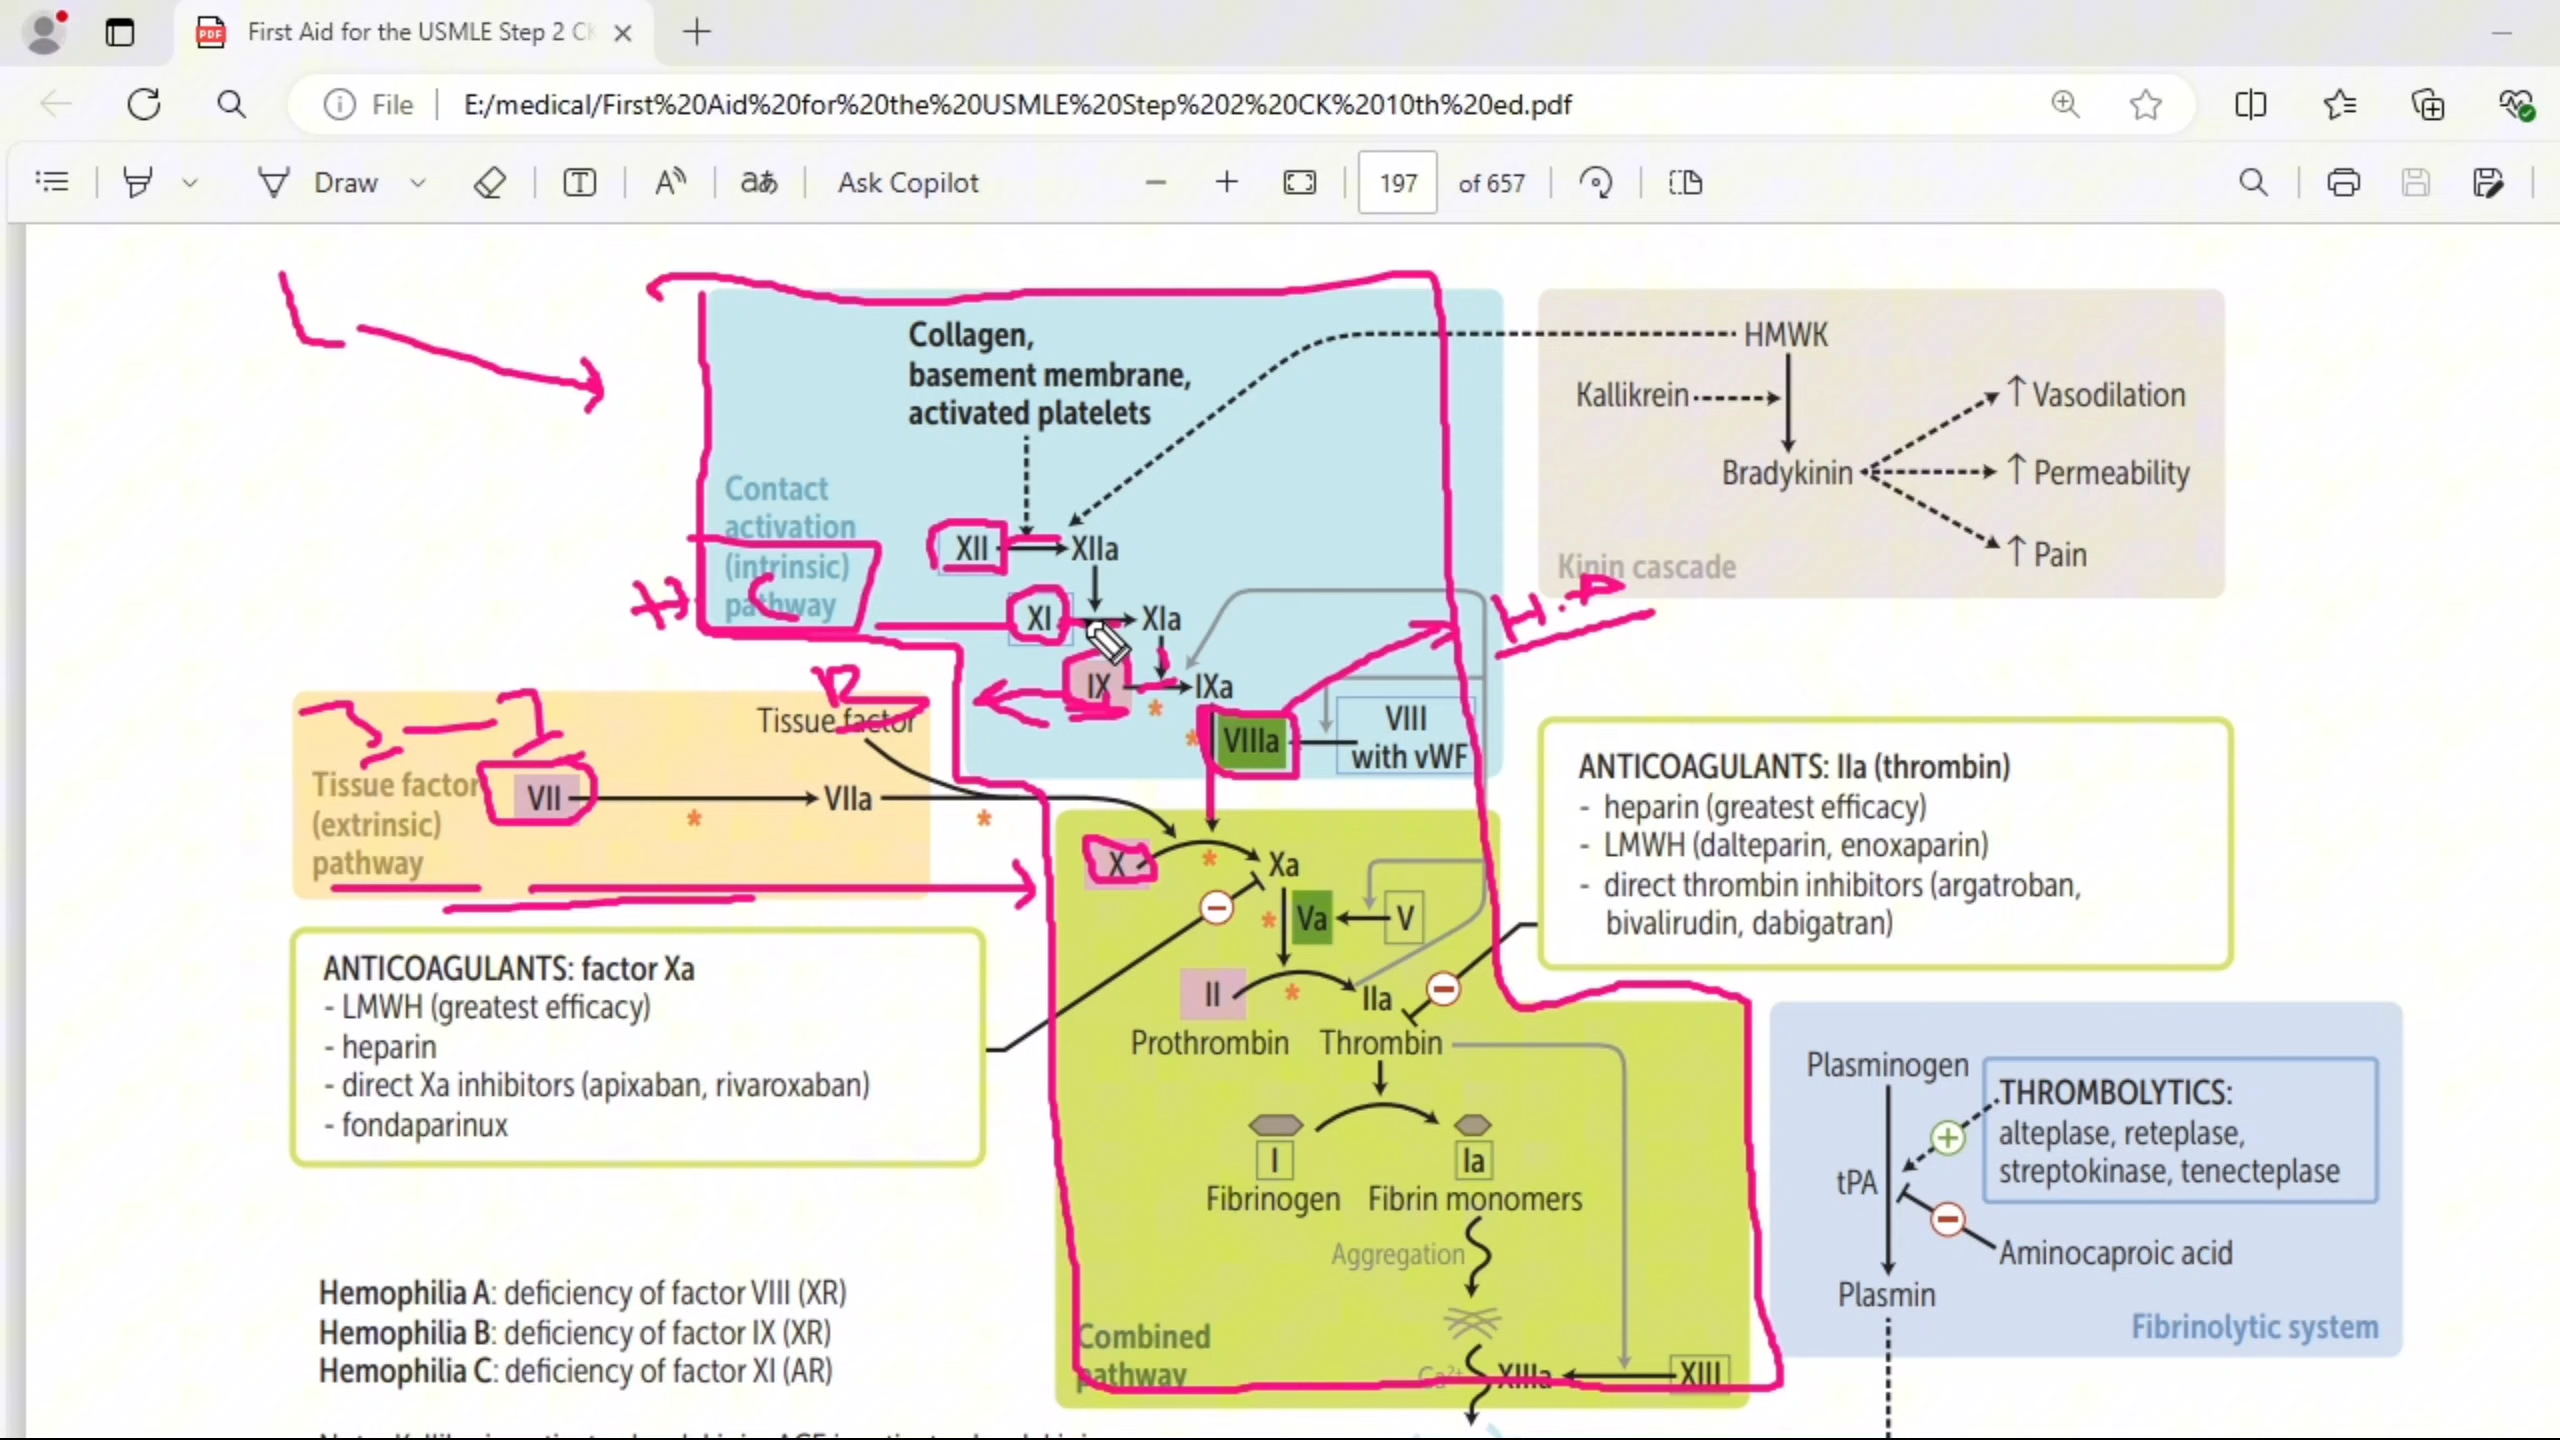 First Aid for the USMLE Step 2 CK
File
E:/medical/First%20Aid%20for%20the%20USMLE%20Step%202%20CK%2010th%20ed.pdf
Draw
Ask Copilot
197 of 657
Collagen,
basement membrane,
activated platelets
Contact
activation
(intrinsic)
pathway
C
XII
XIIa
XI
XIa
IX
IXa
*
*
VIIIa
VIII
with vWF
HMWK
Kallikrein
Bradykinin
↑ Vasodilation
↑ Permeability
↑ Pain
Kinin cascade
Tissue factor
Tissue factor
(extrinsic)
pathway
VII
VIIa
*
*
X
Xa
*
*
Va
V
II
IIa
*
Prothrombin
Thrombin
I
Ia
Fibrinogen
Fibrin monomers
Aggregation
Ca2+
XIIIa
XIII
Combined
pathway
ANTICOAGULANTS: factor Xa
- LMWH (greatest efficacy)
- heparin
- direct Xa inhibitors (apixaban, rivaroxaban)
- fondaparinux
ANTICOAGULANTS: IIa (thrombin)
- heparin (greatest efficacy)
- LMWH (dalteparin, enoxaparin)
- direct thrombin inhibitors (argatroban,
bivalirudin, dabigatran)
Plasminogen
THROMBOLYTICS:
alteplase, reteplase,
streptokinase, tenecteplase
tPA
Aminocaproic acid
Plasmin
Fibrinolytic system
Hemophilia A: deficiency of factor VIII (XR)
Hemophilia B: deficiency of factor IX (XR)
Hemophilia C: deficiency of factor XI (AR)